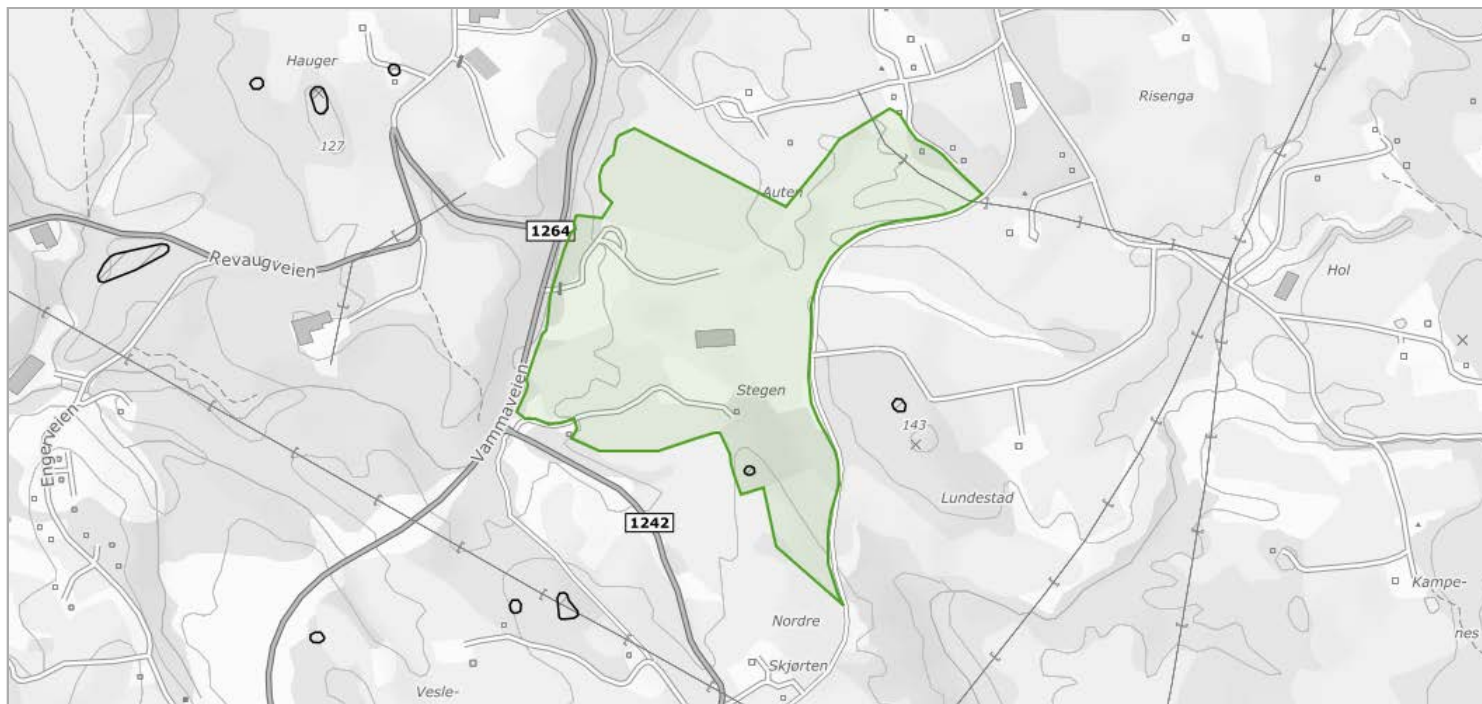 Hauger
127
Risenga
Auten
1264
Revaugveien
Hol
Stegen
Vammaveien
143
Engerveien
Lundestad
1242
Kampe-
nes
Nordre
Skjørten
Vesle-